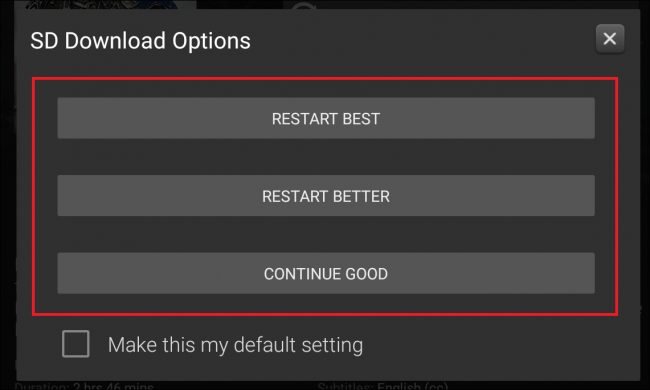 SD Download Options
RESTART BEST
RESTART BETTER
CONTINUE GOOD
Make this my default setting
Duration: 2 hrs 46 mins
Subtitles: English (cc)